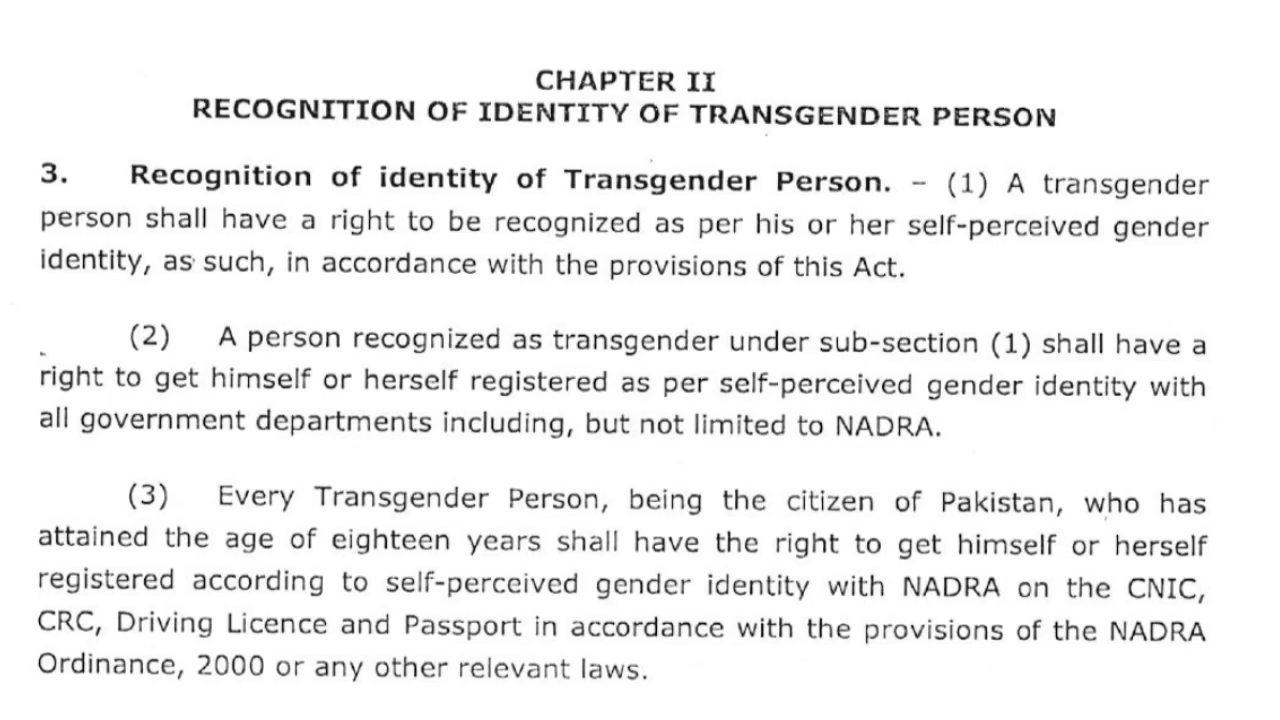 CHAPTER II
RECOGNITION OF IDENTITY OF TRANSGENDER PERSON
3. Recognition of identity of Transgender Person. – (1) A transgender
person shall have a right to be recognized as per his or her self-perceived gender
identity, as such, in accordance with the provisions of this Act.
(2) A person recognized as transgender under sub-section (1) shall have a
right to get himself or herself registered as per self-perceived gender identity with
all government departments including, but not limited to NADRA.
(3) Every Transgender Person, being the citizen of Pakistan, who has
attained the age of eighteen years shall have the right to get himself or herself
registered according to self-perceived gender identity with NADRA on the CNIC,
CRC, Driving Licence and Passport in accordance with the provisions of the NADRA
Ordinance, 2000 or any other relevant laws.